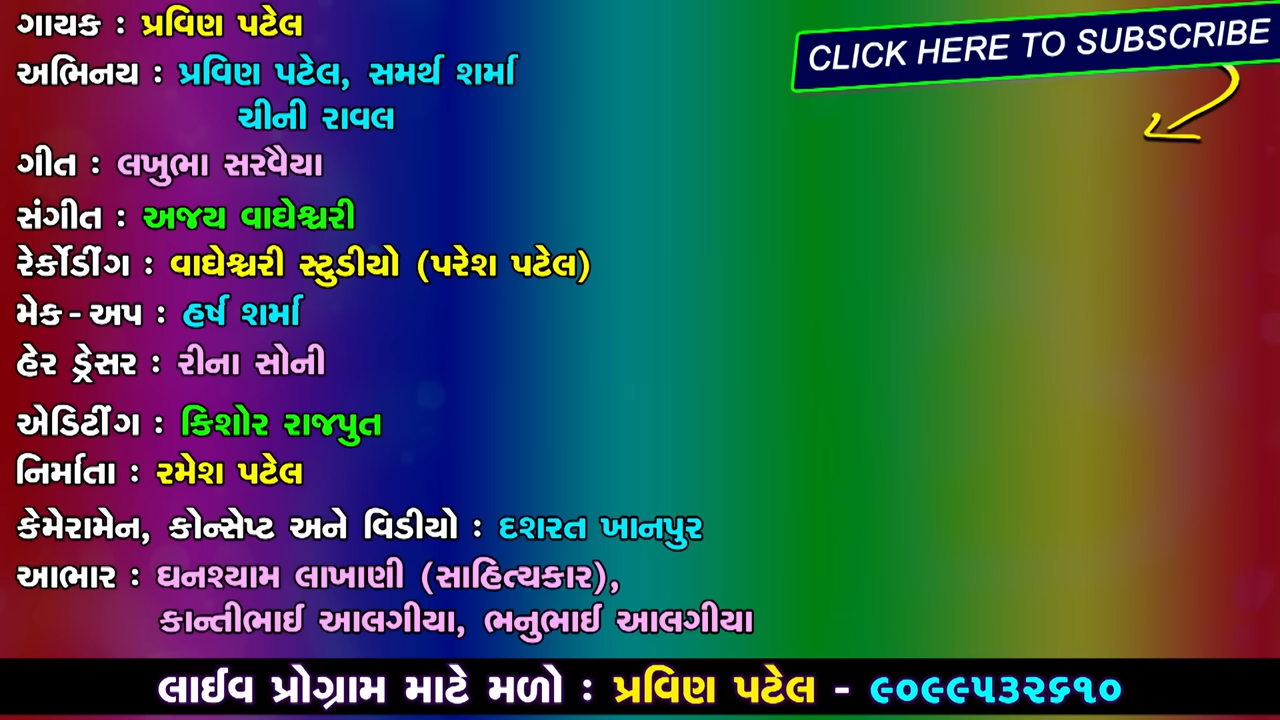 ગાયક : પ્રવિણ પટેલ
CLICK HERE TO SUBSCRIBE
અભિનય : પ્રવિણ પટેલ, સમર્થ શર્મા
ચીની રાવલ
ગીત : લખુભા સરવૈયા
સંગીત : અજય વાઘેશ્વરી
રેર્કોડીંગ : વાઘેશ્વરી સ્ટુડીયો (પરેશ પટેલ)
મેક-અપ : હર્ષ શર્મા
હેર ડ્રેસર : રીના સોની
એડિટીંગ : કિશોર રાજપુત
નિર્માતા : રમેશ પટેલ
કેમેરામેન, કોન્સેપ્ટ અને વિડીયો : દશરત ખાનપુર
આભાર : ઘનશ્યામ લાખાણી (સાહિત્યકાર),
કાન્તીભાઈ આલગીયા, ભનુભાઈ આલગીયા
લાઈવ પ્રોગ્રામ માટે મળો : પ્રવિણ પટેલ - ૯૦૯૯૫૩૨૬૧૦